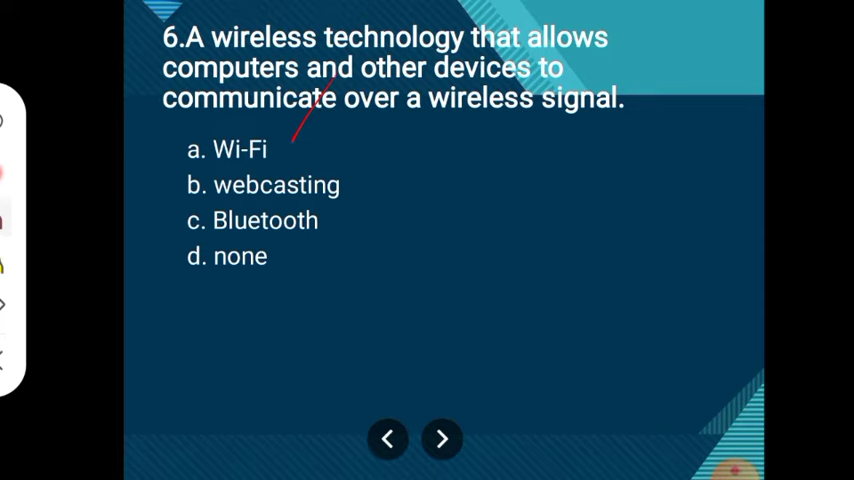 6.A wireless technology that allows
computers and other devices to
communicate over a wireless signal.
a. Wi-Fi
b. webcasting
c. Bluetooth
d. none